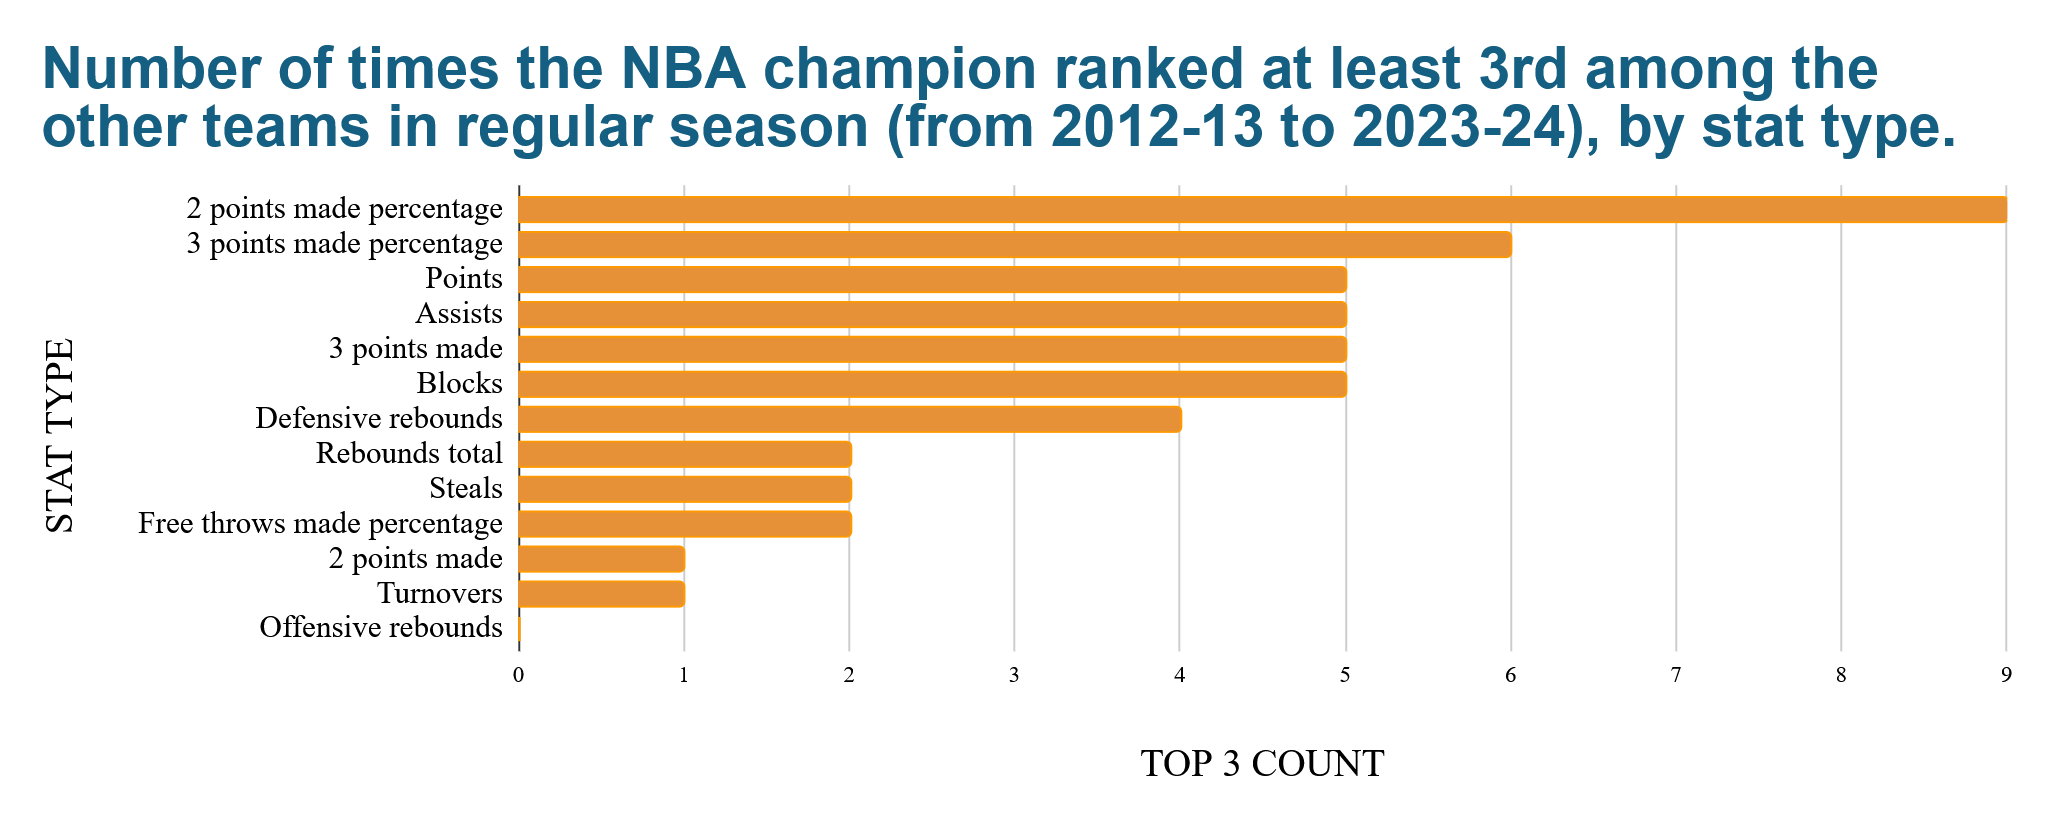 Number of times the NBA champion ranked at least 3rd among the
other teams in regular season (from 2012-13 to 2023-24), by stat type.
STAT TYPE
2 points made percentage
3 points made percentage
Points
Assists
3 points made
Blocks
Defensive rebounds
Rebounds total
Steals
Free throws made percentage
2 points made
Turnovers
Offensive rebounds
0 1 2 3 4 5 6 7 8 9
TOP 3 COUNT